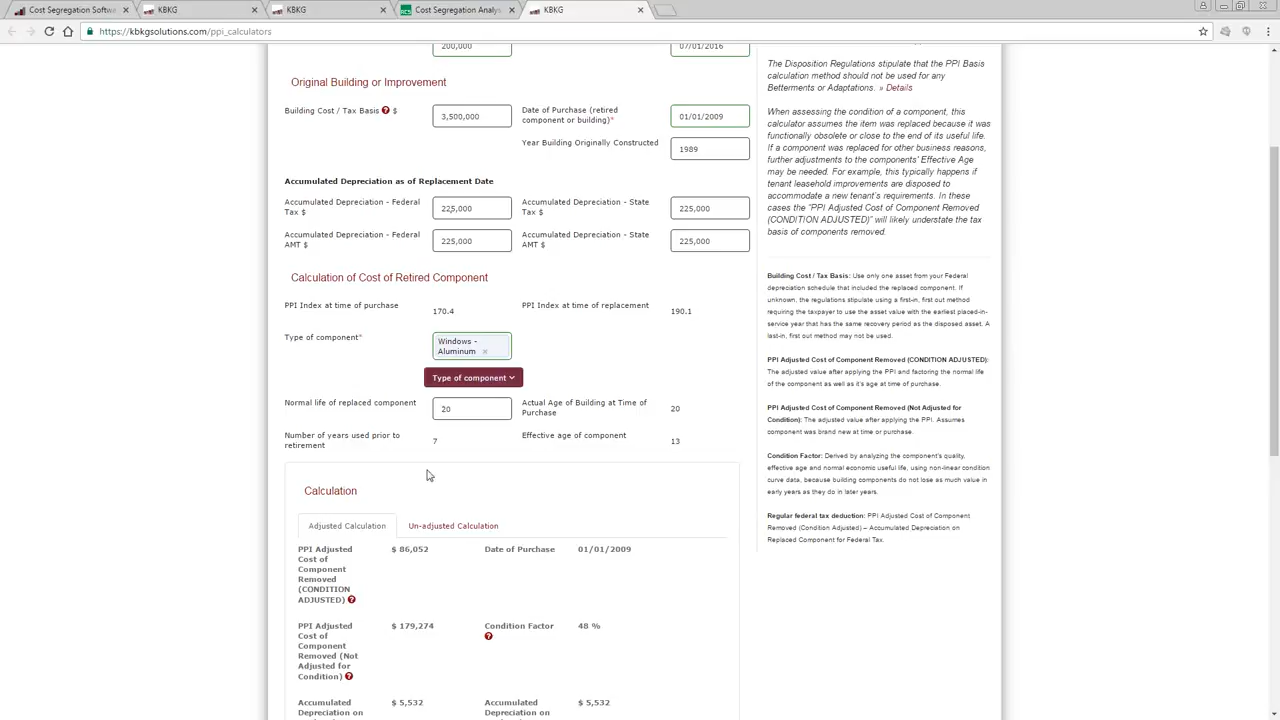 Cost Segregation Softw
KBKG
KBKG
Cost Segregation Analys
KBKG
https://kbkgsolutions.com/ppi_calculators
200,000
07/01/2016
Original Building or Improvement
Building Cost / Tax Basis ? $
3,500,000
Date of Purchase (retired
component or building)*
01/01/2009
Year Building Originally Constructed
1989
Accumulated Depreciation as of Replacement Date
Accumulated Depreciation - Federal
Tax $
225,000
Accumulated Depreciation - State
Tax $
225,000
Accumulated Depreciation - Federal
AMT $
225,000
Accumulated Depreciation - State
AMT $
225,000
Calculation of Cost of Retired Component
PPI Index at time of purchase
170.4
PPI Index at time of replacement
190.1
Type of component*
Windows -
Aluminum ×
Type of component
Normal life of replaced component
20
Actual Age of Building at Time of
Purchase
20
Number of years used prior to
retirement
7
Effective age of component
13
Calculation
Adjusted Calculation
Un-adjusted Calculation
PPI Adjusted
Cost of
Component
Removed
(CONDITION
ADJUSTED) ?
$ 86,052
Date of Purchase
01/01/2009
PPI Adjusted
Cost of
Component
Removed (Not
Adjusted for
Condition) ?
$ 179,274
Condition Factor
?
48 %
Accumulated
Depreciation on
$ 5,532
Accumulated
Depreciation on
$ 5,532
The Disposition Regulations stipulate that the PPI Basis
calculation method should not be used for any
Betterments or Adaptations. » Details
When assessing the condition of a component, this
calculator assumes the item was replaced because it was
functionally obsolete or close to the end of its useful life.
If a component was replaced for other business reasons,
further adjustments to the components' Effective Age
may be needed. For example, this typically happens if
tenant leasehold improvements are disposed to
accommodate a new tenant's requirements. In these
cases the "PPI Adjusted Cost of Component Removed
(CONDITION ADJUSTED)" will likely understate the tax
basis of components removed.
Building Cost / Tax Basis: Use only one asset from your Federal
depreciation schedule that included the replaced component. If
unknown, the regulations stipulate using a first-in, first out method
requiring the taxpayer to use the asset value with the earliest placed-in-
service year that has the same recovery period as the disposed asset. A
last-in, first out method may not be used.
PPI Adjusted Cost of Component Removed (CONDITION ADJUSTED):
The adjusted value after applying the PPI and factoring the normal life
of the component as well as it's age at time of purchase.
PPI Adjusted Cost of Component Removed (Not Adjusted for
Condition): The adjusted value after applying the PPI. Assumes
component was brand new at time or purchase.
Condition Factor: Derived by analyzing the component's quality,
effective age and normal economic useful life, using non-linear condition
curve data, because building components do not lose as much value in
early years as they do in later years.
Regular federal tax deduction: PPI Adjusted Cost of Component
Removed (Condition Adjusted) – Accumulated Depreciation on
Replaced Component for Federal Tax.